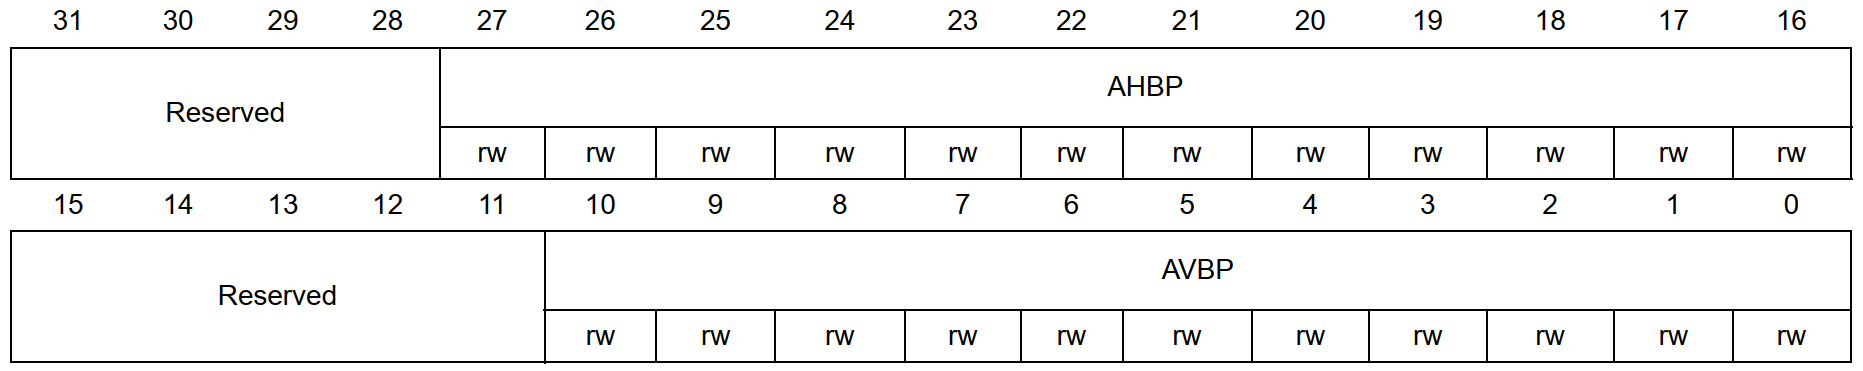 31 30 29 28 27 26 25 24 23 22 21 20 19 18 17 16
Reserved AHBP
rw rw rw rw rw rw rw rw rw rw rw rw
15 14 13 12 11 10 9 8 7 6 5 4 3 2 1 0
Reserved AVBP
rw rw rw rw rw rw rw rw rw rw rw